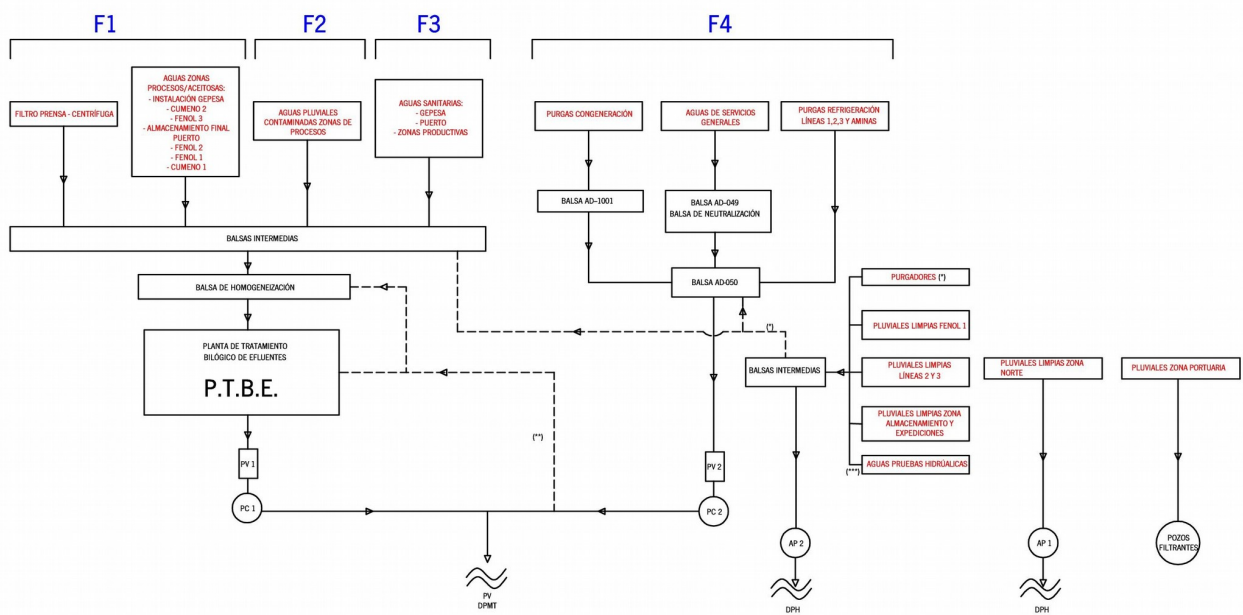 F1
F2
F3
F4
FILTRO PRENSA - CENTRÍFUGA
AGUAS ZONAS
PROCESOS/ACEITOSAS:
- INSTALACIÓN GEPESA
- CUMENO 2
- FENOL 3
- ALMACENAMIENTO FINAL
PUERTO
- FENOL 2
- FENOL 1
- CUMENO 1
AGUAS PLUVIALES
CONTAMINADAS ZONAS DE
PROCESOS
AGUAS SANITARIAS:
- GEPESA
- PUERTO
- ZONAS PRODUCTIVAS
PURGAS CONGENERACIÓN
AGUAS DE SERVICIOS
GENERALES
PURGAS REFRIGERACIÓN
LÍNEAS 1,2,3 Y AMINAS
BALSA AD-1001
BALSA AD-049
BALSA DE NEUTRALIZACIÓN
BALSAS INTERMEDIAS
BALSA DE HOMOGENEIZACIÓN
BALSA AD-050
PURGADORES (*)
PLUVIALES LIMPIAS FENOL 1
(*)
PLANTA DE TRATAMIENTO
BILÓGICO DE EFLUENTES
P.T.B.E.
BALSAS INTERMEDIAS
PLUVIALES LIMPIAS
LÍNEAS 2 Y 3
PLUVIALES LIMPIAS ZONA
NORTE
PLUVIALES ZONA PORTUARIA
PLUVIALES LIMPIAS ZONA
ALMACENAMIENTO Y
EXPEDICIONES
(**)
(***)
AGUAS PRUEBAS HIDRÚALICAS
PV 1
PV 2
PC 1
PC 2
AP 2
AP 1
POZOS
FILTRANTES
PV
DPMT
DPH
DPH